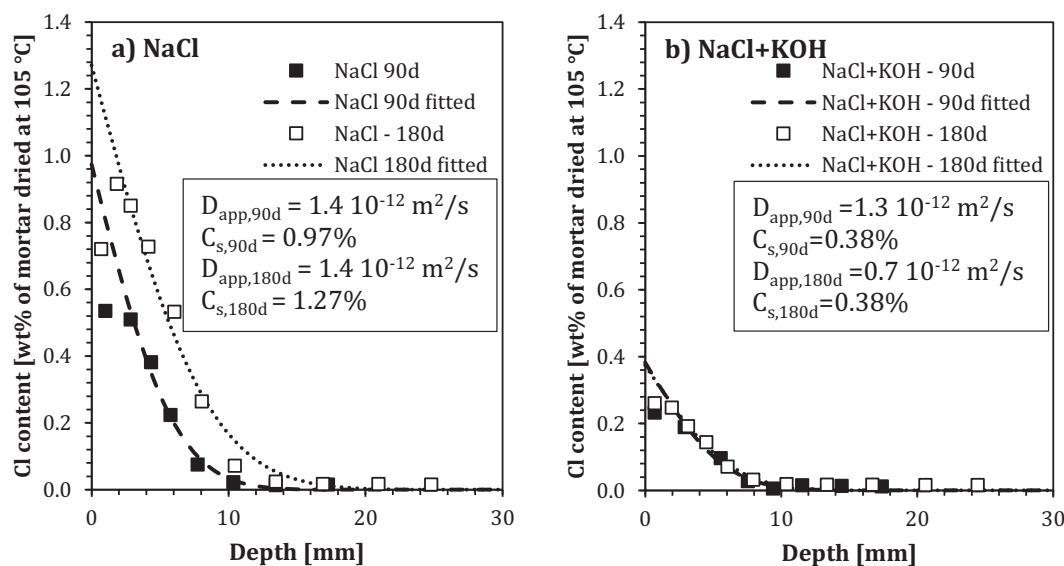 a) NaCl
NaCl 90d
NaCl 90d fitted
NaCl - 180d
NaCl 180d fitted
D_app,90d = 1.4 10⁻¹² m²/s
C_s,90d = 0.97%
D_app,180d = 1.4 10⁻¹² m²/s
C_s,180d = 1.27%
Cl content [wt% of mortar dried at 105 °C]
1.4
1.2
1.0
0.8
0.6
0.4
0.2
0.0
0
10
20
30
Depth [mm]
b) NaCl+KOH
NaCl+KOH - 90d
NaCl+KOH - 90d fitted
NaCl+KOH - 180d
NaCl+KOH - 180d fitted
D_app,90d =1.3 10⁻¹² m²/s
C_s,90d=0.38%
D_app,180d =0.7 10⁻¹² m²/s
C_s,180d=0.38%
Cl content [wt% of mortar dried at 105 °C]
1.4
1.2
1.0
0.8
0.6
0.4
0.2
0.0
0
10
20
30
Depth [mm]